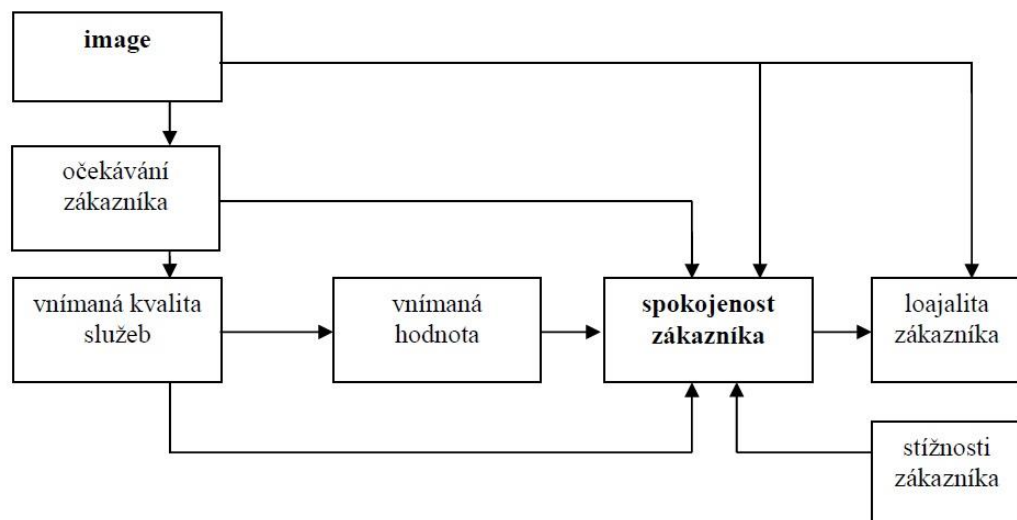 image
očekávání
zákazníka
vnímaná kvalita
služeb
vnímaná
hodnota
spokojenost
zákazníka
loajalita
zákazníka
stížnosti
zákazníka